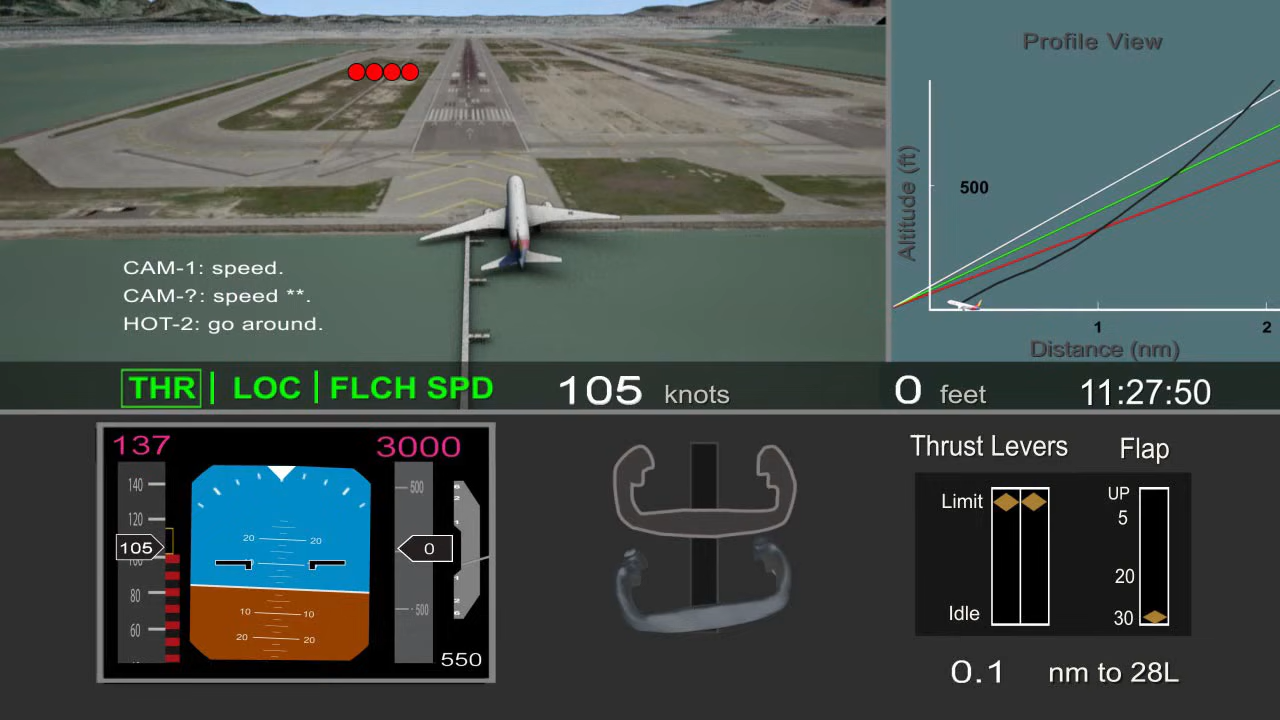 Profile View
Altitude (ft)
500
1
2
Distance (nm)
CAM-1: speed.
CAM-?: speed **.
HOT-2: go around.
THR | LOC | FLCH SPD
105 knots
0 feet
11:27:50
137
3000
140
120
105
100
80
60
20 20
10 10
20 20
500
0
500
550
Thrust Levers
Flap
Limit
Idle
UP
5
20
30
0.1 nm to 28L